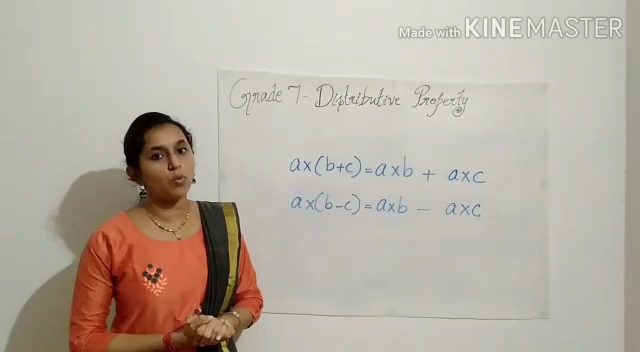 Made with KINEMASTER
Grade 7 - Distributive Property
ax(b+c)=axb + axc
ax(b-c)=axb - axc